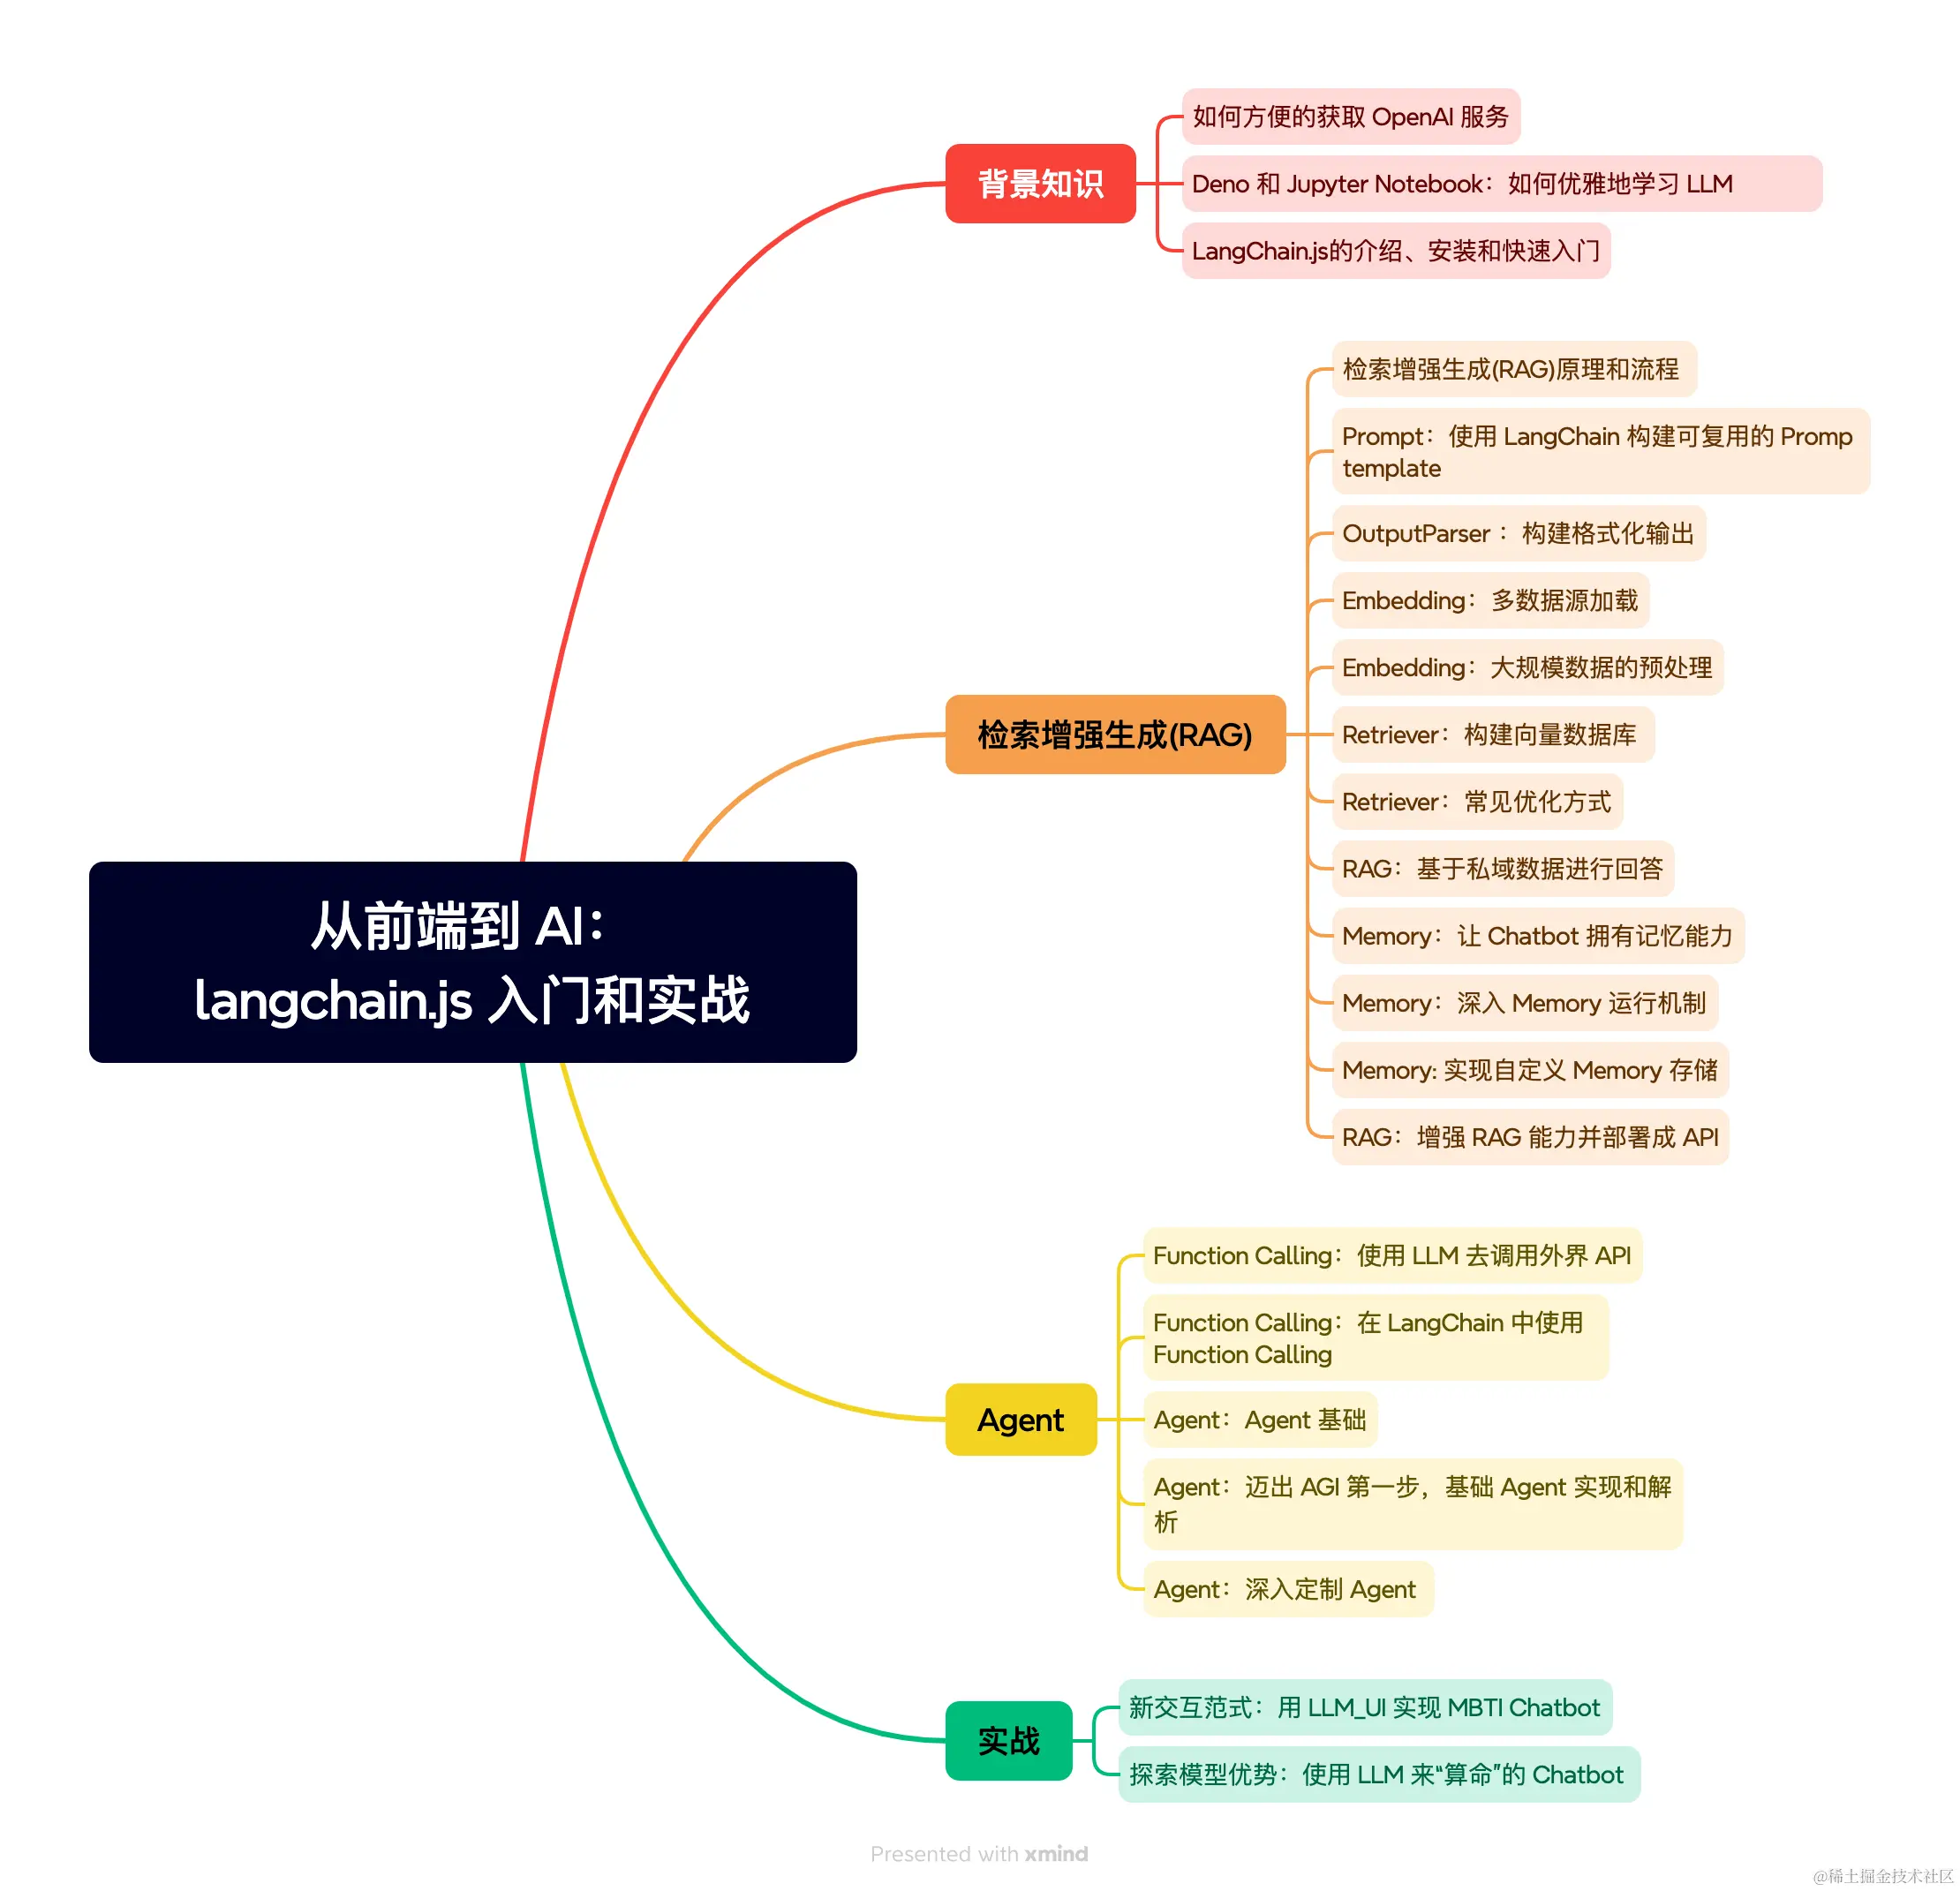 如何方便的获取 OpenAI 服务
背景知识
Deno 和 Jupyter Notebook：如何优雅地学习 LLM
LangChain.js的介绍、安装和快速入门
检索增强生成(RAG)原理和流程
Prompt：使用 LangChain 构建可复用的 Promp
template
OutputParser ：构建格式化输出
Embedding：多数据源加载
Embedding：大规模数据的预处理
检索增强生成(RAG)
Retriever：构建向量数据库
Retriever：常见优化方式
RAG：基于私域数据进行回答
从前端到 AI：
langchain.js 入门和实战
Memory：让 Chatbot 拥有记忆能力
Memory：深入 Memory 运行机制
Memory: 实现自定义 Memory 存储
RAG：增强 RAG 能力并部署成 API
Function Calling：使用 LLM 去调用外界 API
Function Calling：在 LangChain 中使用
Function Calling
Agent
Agent：Agent 基础
Agent：迈出 AGI 第一步，基础 Agent 实现和解
析
Agent：深入定制 Agent
新交互范式：用 LLM_UI 实现 MBTI Chatbot
实战
探索模型优势：使用 LLM 来“算命”的 Chatbot
Presented with xmind
@稀土掘金技术社区